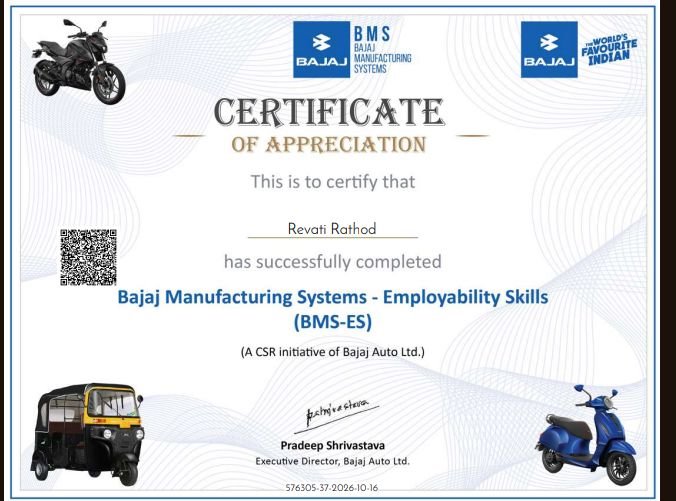 BAJAJ
BMS
BAJAJ
MANUFACTURING
SYSTEMS
BAJAJ
THE WORLD'S
FAVOURITE
INDIAN
CERTIFICATE
OF APPRECIATION
This is to certify that
Revati Rathod
has successfully completed
Bajaj Manufacturing Systems - Employability Skills
(BMS-ES)
(A CSR initiative of Bajaj Auto Ltd.)
Pradeep Shrivastava
Executive Director, Bajaj Auto Ltd.
576305-37-2026-10-16